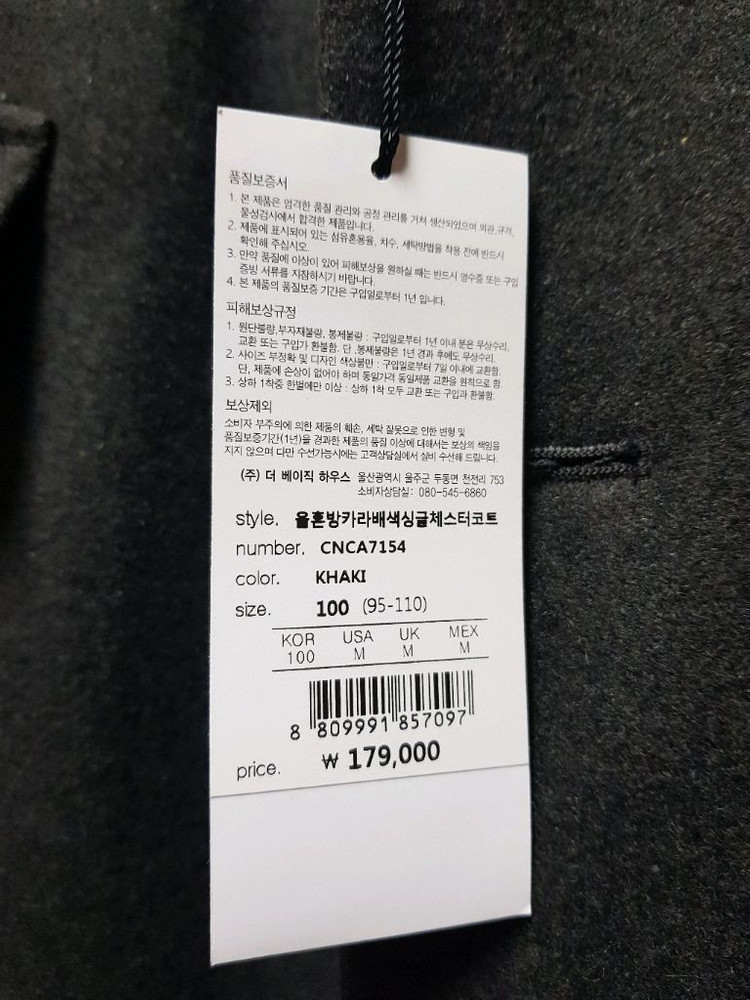 품질보증서
1. 본 제품은 엄격한 품질 관리와 공정 관리를 거쳐 생산되었으며 외관,규격,
물성검사에서 합격한 제품입니다.
2. 제품에 표시되어 있는 섬유혼용율, 치수, 세탁방법을 착용 전에 반드시
확인해 주십시오.
3. 만약 품질에 이상이 있어 피해보상을 원하실 때는 반드시 영수증 또는 구입
증빙 서류를 지참하시기 바랍니다.
4. 본 제품의 품질보증 기간은 구입일로부터 1년 입니다.
피해보상규정
1. 원단불량,부자재불량, 봉제불량 : 구입일로부터 1년 이내 분은 무상수리,
교환 또는 구입가 환불함. 단 ,봉제불량은 1년 경과 후에도 무상수리.
2. 사이즈 부정확 및 디자인 색상불만 : 구입일로부터 7일 이내에 교환함.
단, 제품에 손상이 없어야 하며 동일가격 동일제품 교환을 원칙으로 함.
3. 상하 1착중 한벌에만 이상 : 상하 1착 모두 교환 또는 구입과 환불함.
보상제외
소비자 부주의에 의한 제품의 훼손, 세탁 잘못으로 인한 변형 및
품질보증기간(1년)을 경과한 제품의 품질 이상에 대해서는 보상의 책임을
지지 않으며 다만 수선가능시에는 고객상담실에서 실비 수선해 드립니다.
(주) 더 베이직 하우스 울산광역시 울주군 두동면 천전리 753
소비자상담실: 080-545-6860
style. 울혼방카라배색싱글체스터코트
number. CNCA7154
color. KHAKI
size. 100 (95-110)
KOR USA UK MEX
100 M M M
8 809991 857097
price. ₩ 179,000